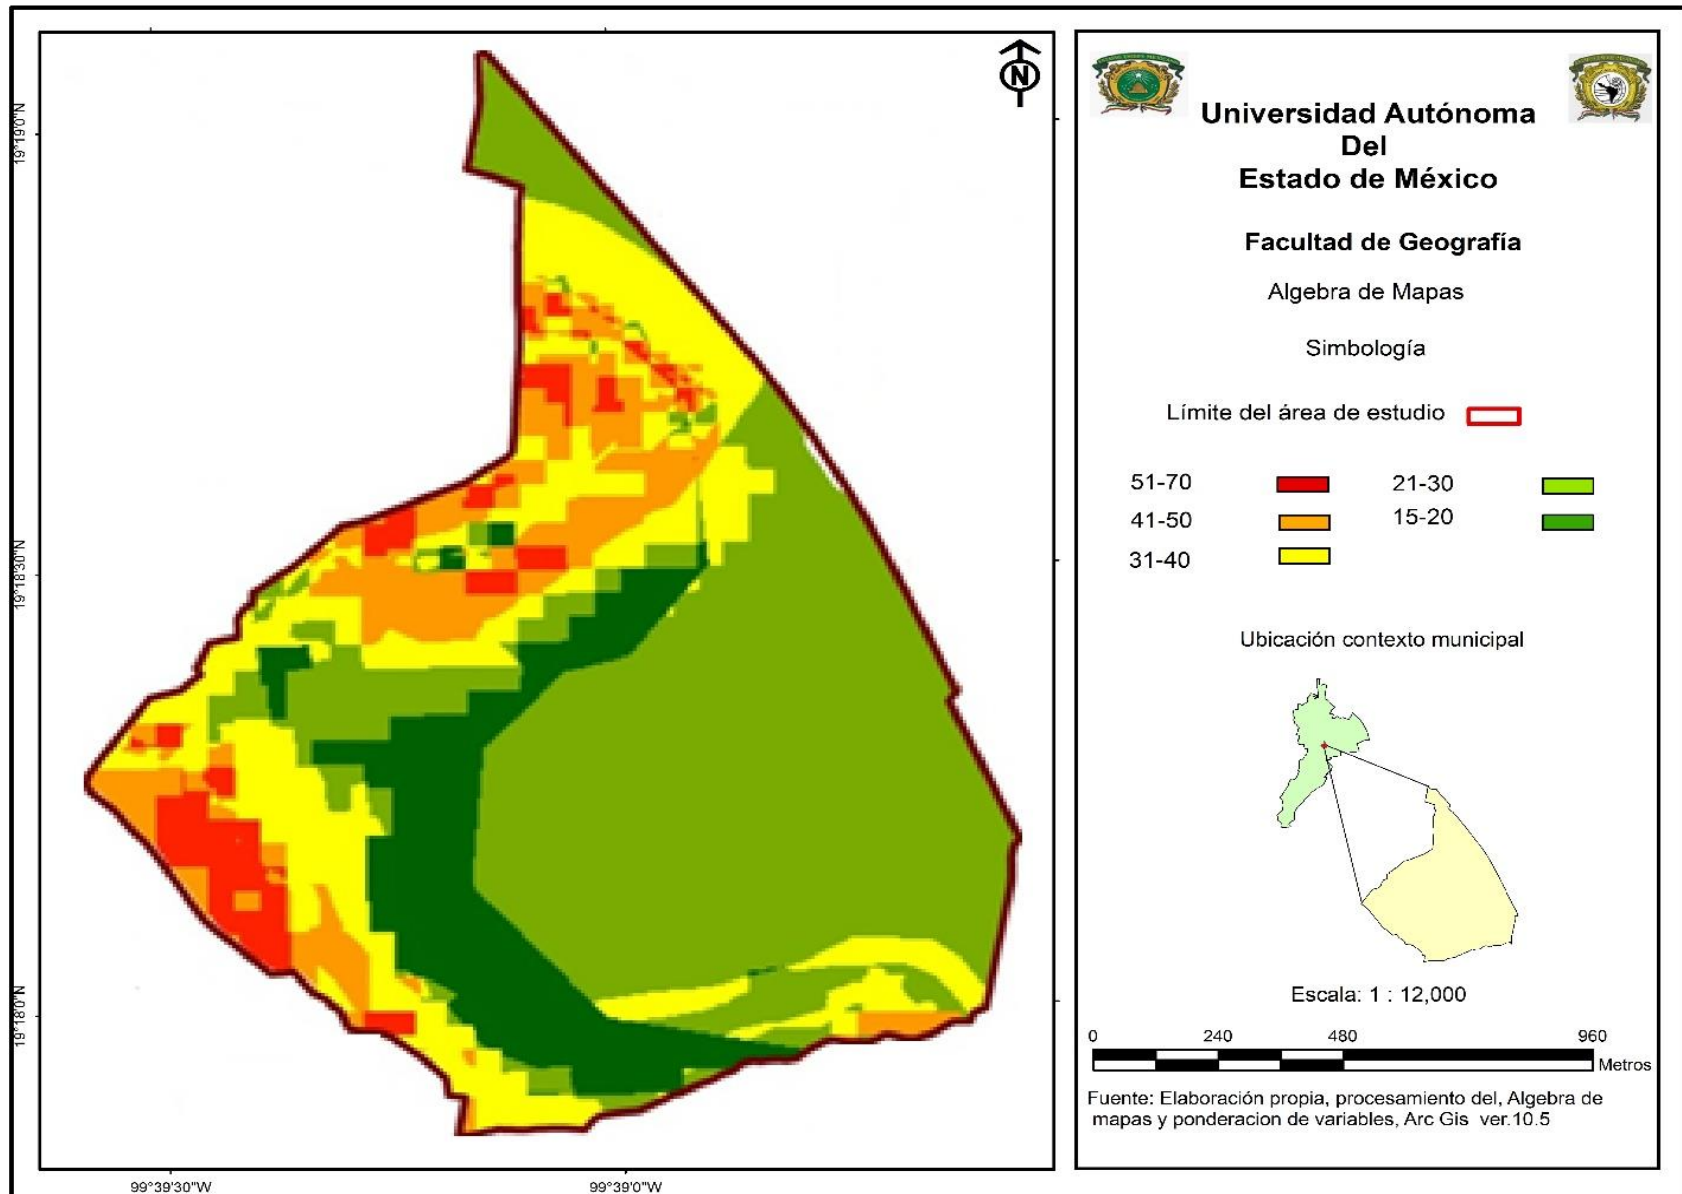 N
19°19'0"N
19°18'30"N
19°18'0"N
99°39'30"W
99°39'0"W
Universidad Autónoma
Del
Estado de México
Facultad de Geografía
Algebra de Mapas
Simbología
Límite del área de estudio
51-70
21-30
41-50
15-20
31-40
Ubicación contexto municipal
Escala: 1 : 12,000
0 240 480 960
Metros
Fuente: Elaboración propia, procesamiento del, Algebra de
mapas y ponderacion de variables, Arc Gis ver.10.5